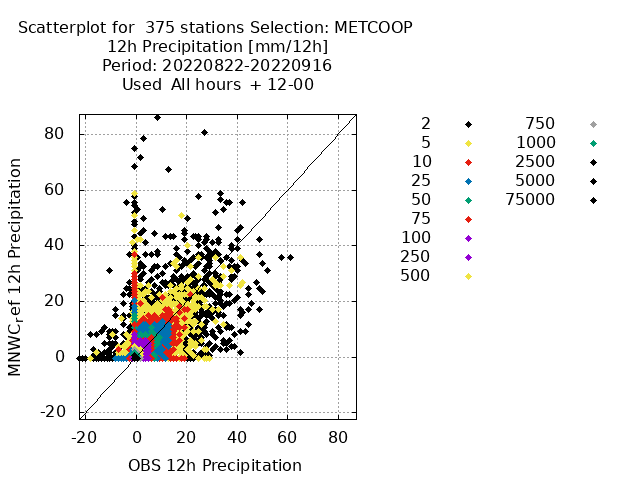 Scatterplot for  375 stations Selection: METCOOP
12h Precipitation [mm/12h]
Period: 20220822-20220916
Used  All hours  + 12-00
2
5
10
25
50
75
100
250
500
750
1000
2500
5000
75000
80
60
40
20
0
-20
MNWC_ref 12h Precipitation
-20 0 20 40 60 80
OBS 12h Precipitation